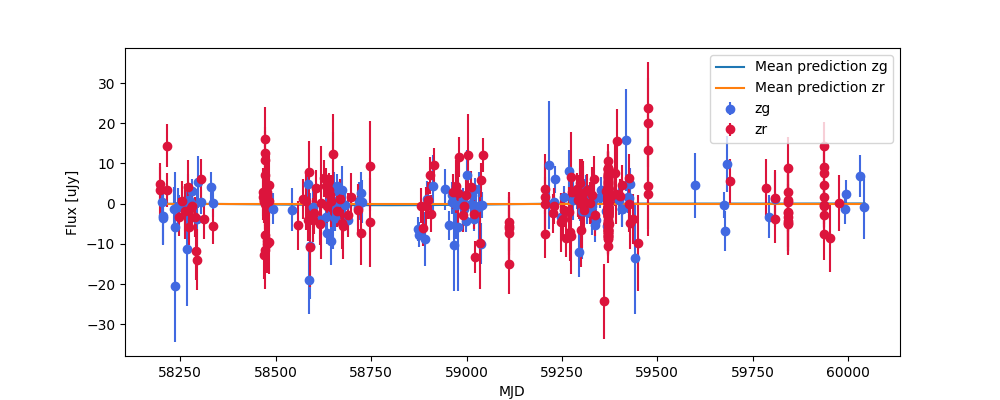 Mean prediction zg
Mean prediction zr
zg
zr
30
20
10
0
−10
−20
−30
Flux [uJy]
58250
58500
58750
59000
59250
59500
59750
60000
MJD